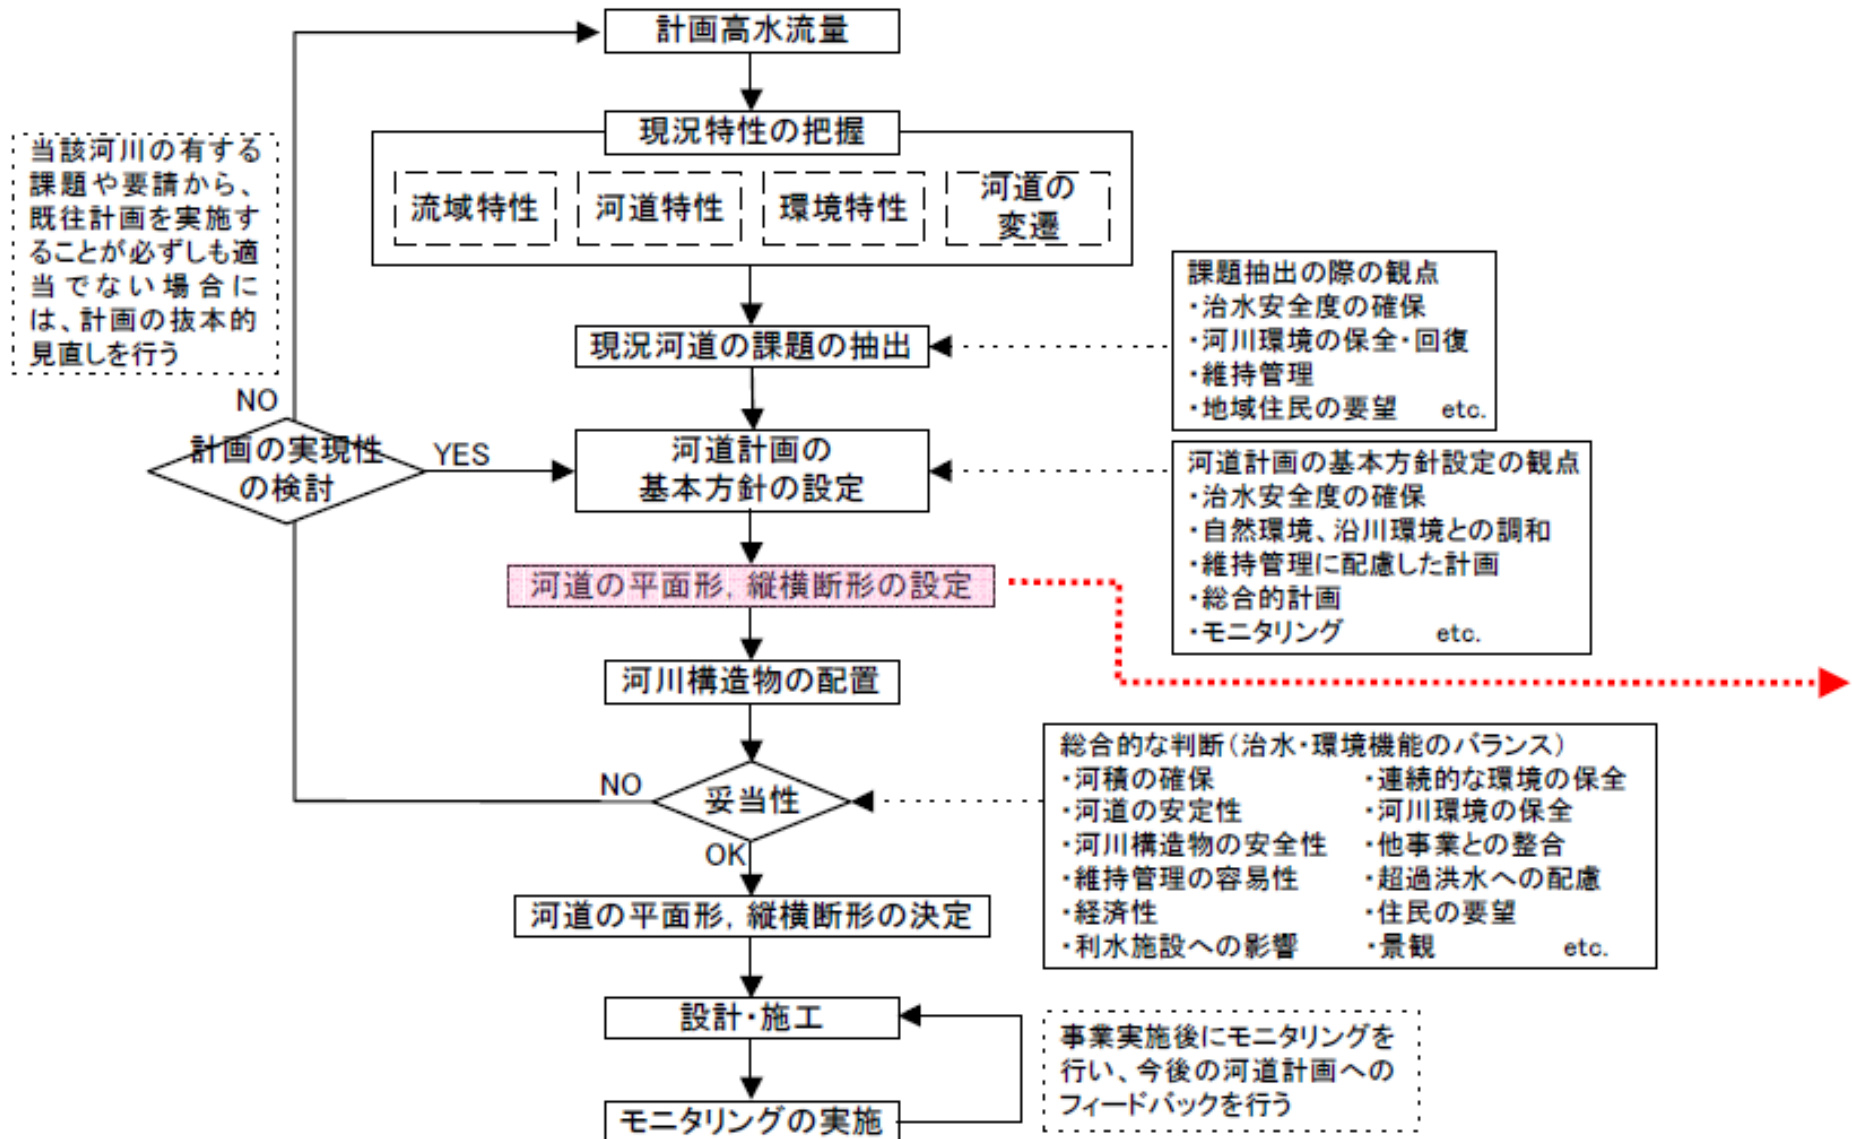 計画高水流量
現況特性の把握
流域特性
河道特性
環境特性
河道の
変遷
当該河川の有する
課題や要請から、
既往計画を実施す
ることが必ずしも適
当でない場合に
は、計画の抜本的
見直しを行う
課題抽出の際の観点
・治水安全度の確保
・河川環境の保全・回復
・維持管理
・地域住民の要望 etc.
現況河道の課題の抽出
NO
計画の実現性
の検討
YES
河道計画の
基本方針の設定
河道計画の基本方針設定の観点
・治水安全度の確保
・自然環境、沿川環境との調和
・維持管理に配慮した計画
・総合的計画
・モニタリング etc.
河道の平面形, 縦横断形の設定
河川構造物の配置
NO
妥当性
OK
総合的な判断(治水・環境機能のバランス)
・河積の確保 ・連続的な環境の保全
・河道の安定性 ・河川環境の保全
・河川構造物の安全性 ・他事業との整合
・維持管理の容易性 ・超過洪水への配慮
・経済性 ・住民の要望
・利水施設への影響 ・景観 etc.
河道の平面形, 縦横断形の決定
設計・施工
モニタリングの実施
事業実施後にモニタリングを
行い、今後の河道計画への
フィードバックを行う